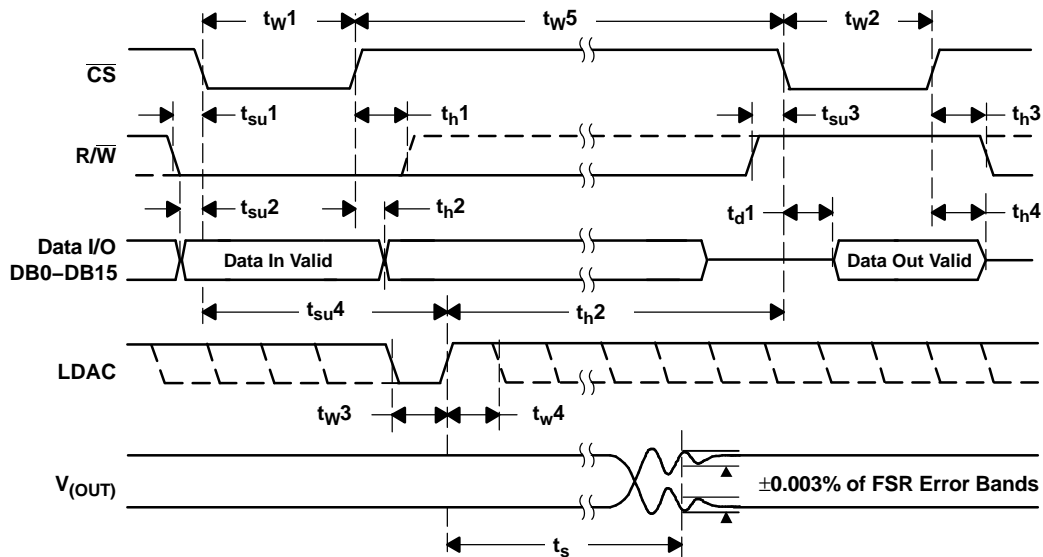 tW1 tW5 tW2
CS
tsu1 th1 tsu3 th3
R/W
tsu2 th2 td1 th4
Data I/O
DB0–DB15
Data In Valid Data Out Valid
tsu4 th2
LDAC
tW3 tw4
V(OUT)
±0.003% of FSR Error Bands
ts